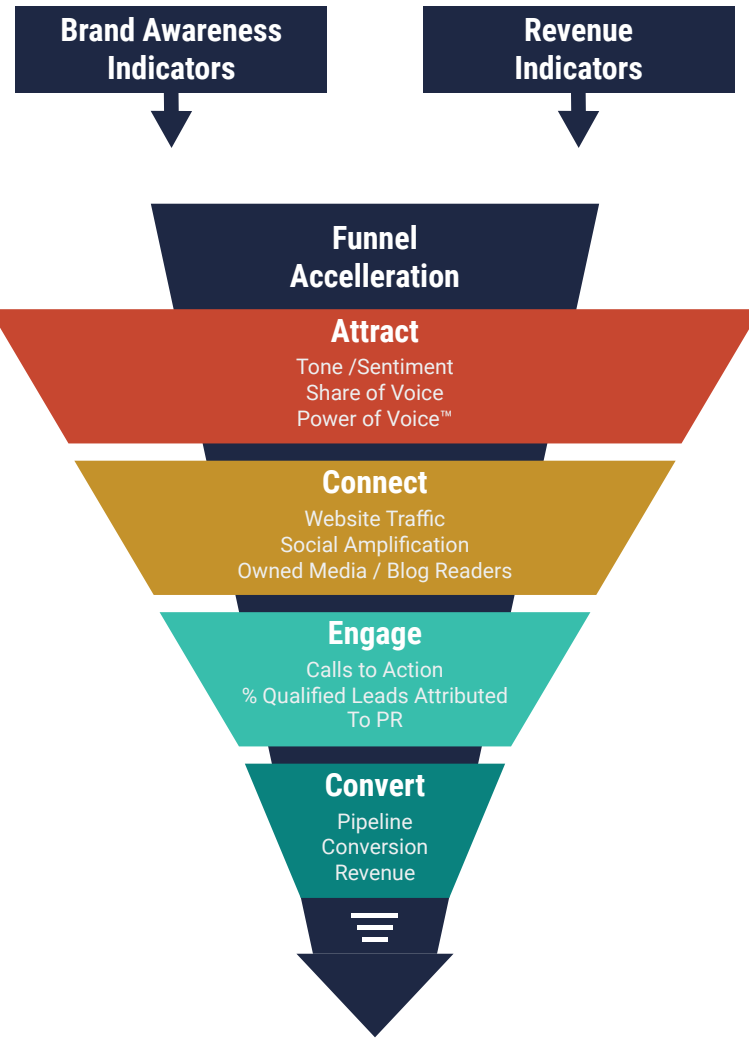 Brand Awareness
Indicators
Revenue
Indicators
Funnel
Accelleration
Attract
Tone /Sentiment
Share of Voice
Power of Voice™
Connect
Website Traffic
Social Amplification
Owned Media / Blog Readers
Engage
Calls to Action
% Qualified Leads Attributed
To PR
Convert
Pipeline
Conversion
Revenue